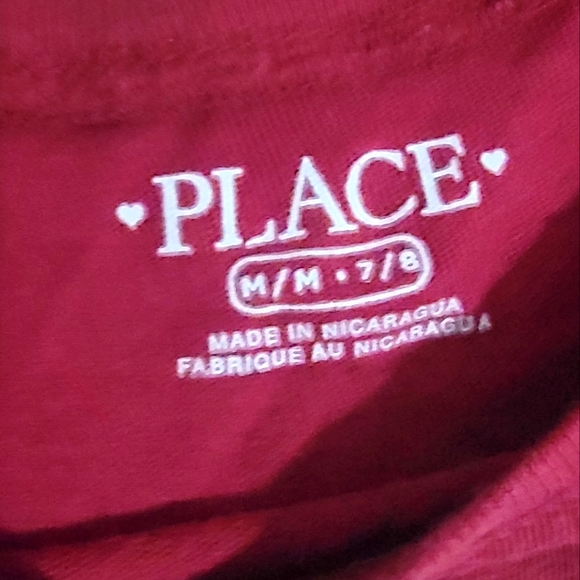 PLACE
M/M • 7/8
MADE IN NICARAGUA
FABRIQUE AU NICARAGUA